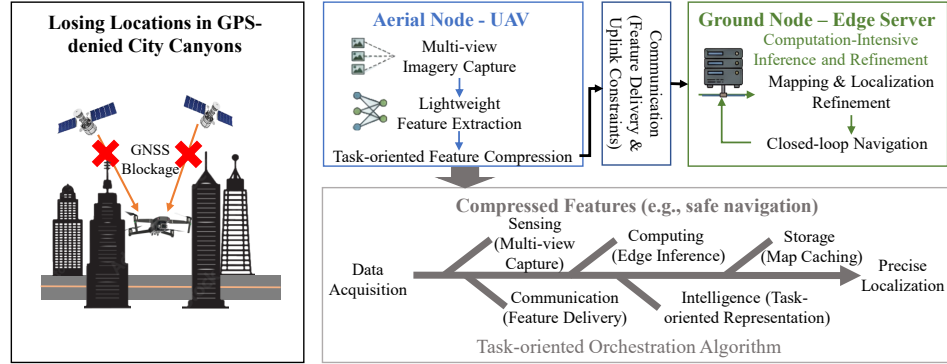 Losing Locations in GPS-
denied City Canyons
GNSS
Blockage
Aerial Node - UAV
Multi-view
Imagery Capture
Lightweight
Feature Extraction
Task-oriented Feature Compression
Communication
(Feature Delivery &
Uplink Constraints)
Ground Node – Edge Server
Computation-Intensive
Inference and Refinement
Mapping & Localization
Refinement
Closed-loop Navigation
Compressed Features (e.g., safe navigation)
Sensing
(Multi-view
Capture)
Computing
(Edge Inference)
Storage
(Map Caching)
Data
Acquisition
Precise
Localization
Communication
(Feature Delivery)
Intelligence (Task-
oriented Representation)
Task-oriented Orchestration Algorithm